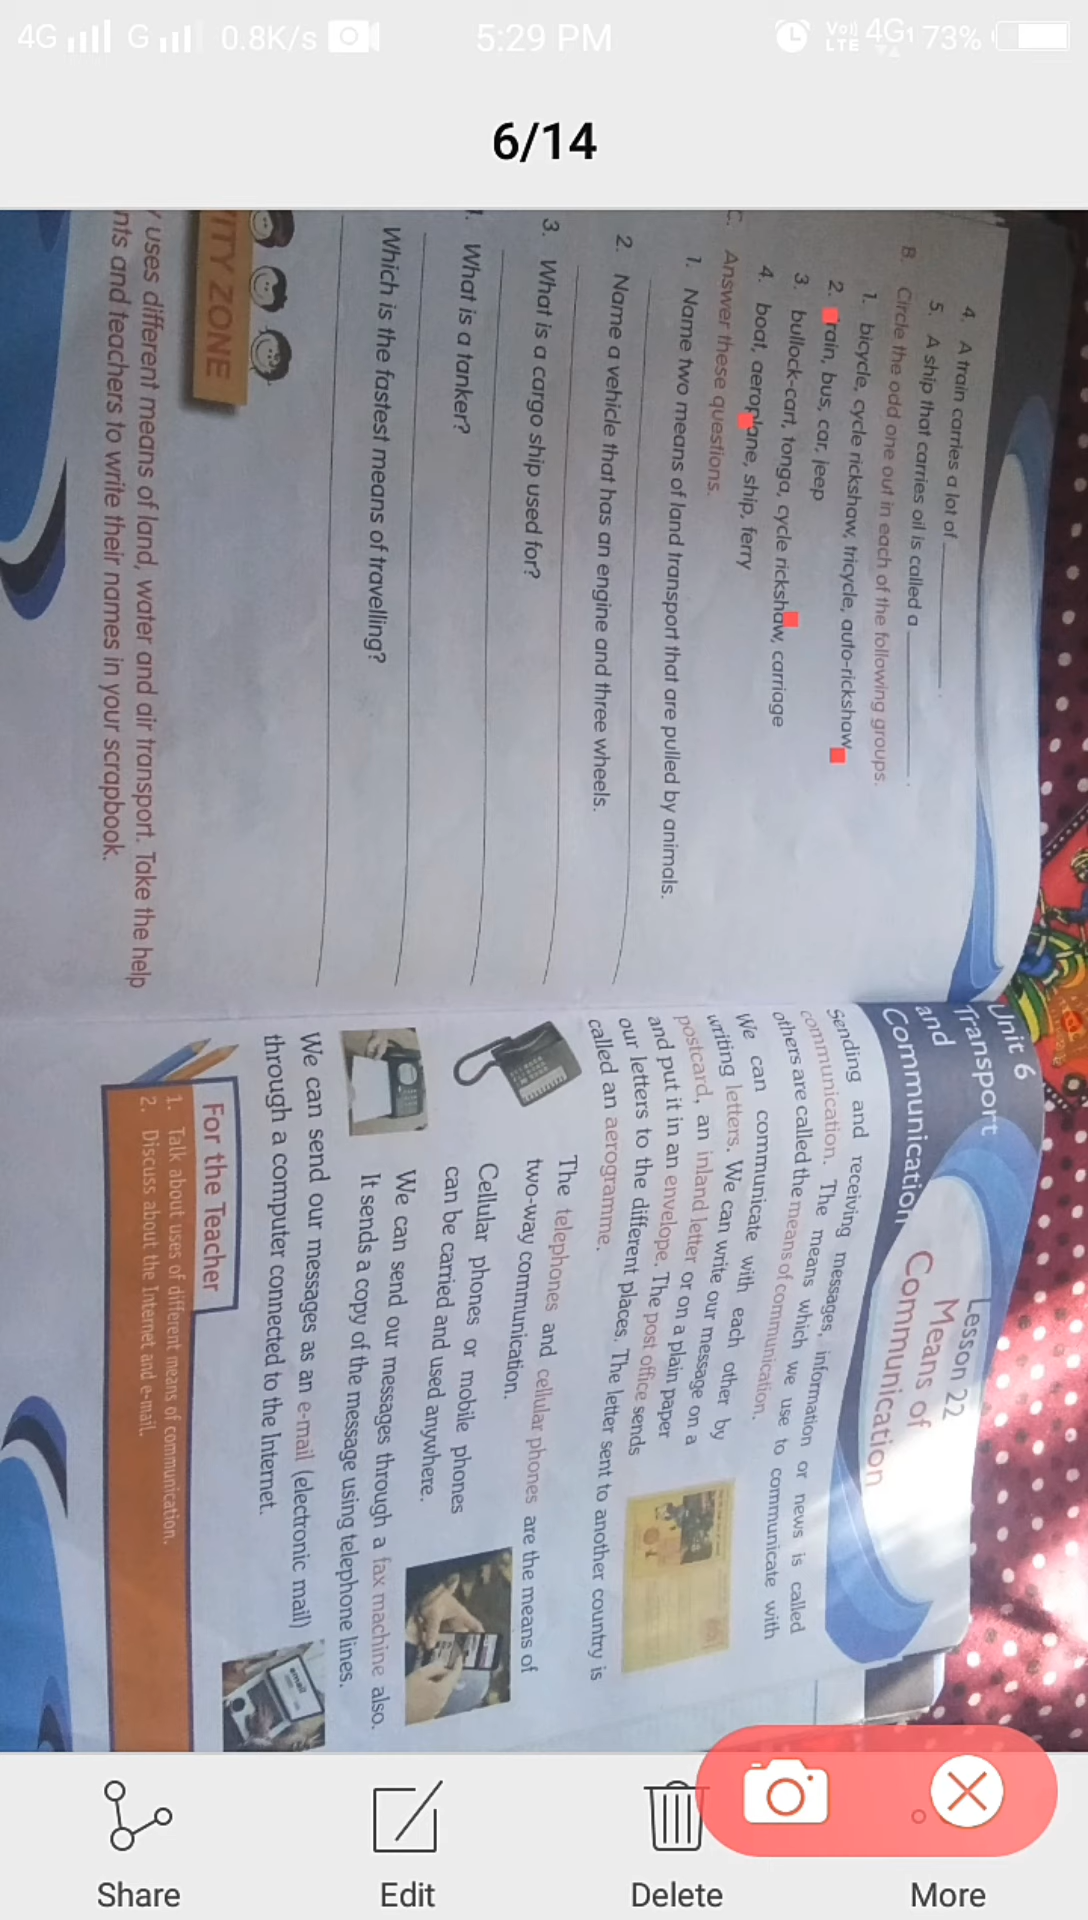 4G G 0.8K/s 5:29 PM 4G1 73%
6/14
4. A train carries a lot of
5. A ship that carries oil is called a
B. Circle the odd one out in each of the following groups.
1. bicycle, cycle rickshaw, tricycle, auto-rickshaw
2. rain, bus, car, jeep
3. bullock-cart, tonga, cycle rickshaw, carriage
4. boat, aeroplane, ship, ferry
C. Answer these questions.
1. Name two means of land transport that are pulled by animals.
2. Name a vehicle that has an engine and three wheels.
3. What is a cargo ship used for?
What is a tanker?
Which is the fastest means of travelling?
ITY ZONE
uses different means of land, water and air transport. Take the help
nts and teachers to write their names in your scrapbook.
Unit 6
Transport
and
Communication
Lesson 22
Means of
Communication
Sending and receiving messages, information or news is called
communication. The means which we use to communicate with
others are called the means of communication.
We can communicate with each other by
writing letters. We can write our message on a
postcard, an inland letter or on a plain paper
and put it in an envelope. The post office sends
our letters to the different places. The letter sent to another country is
called an aerogramme.
The telephones and cellular phones are the means of
two-way communication.
Cellular phones or mobile phones
can be carried and used anywhere.
We can send our messages through a fax machine also.
It sends a copy of the message using telephone lines.
We can send our messages as an e-mail (electronic mail)
through a computer connected to the Internet.
email
For the Teacher
1. Talk about uses of different means of communication.
2. Discuss about the Internet and e-mail.
Share Edit Delete More